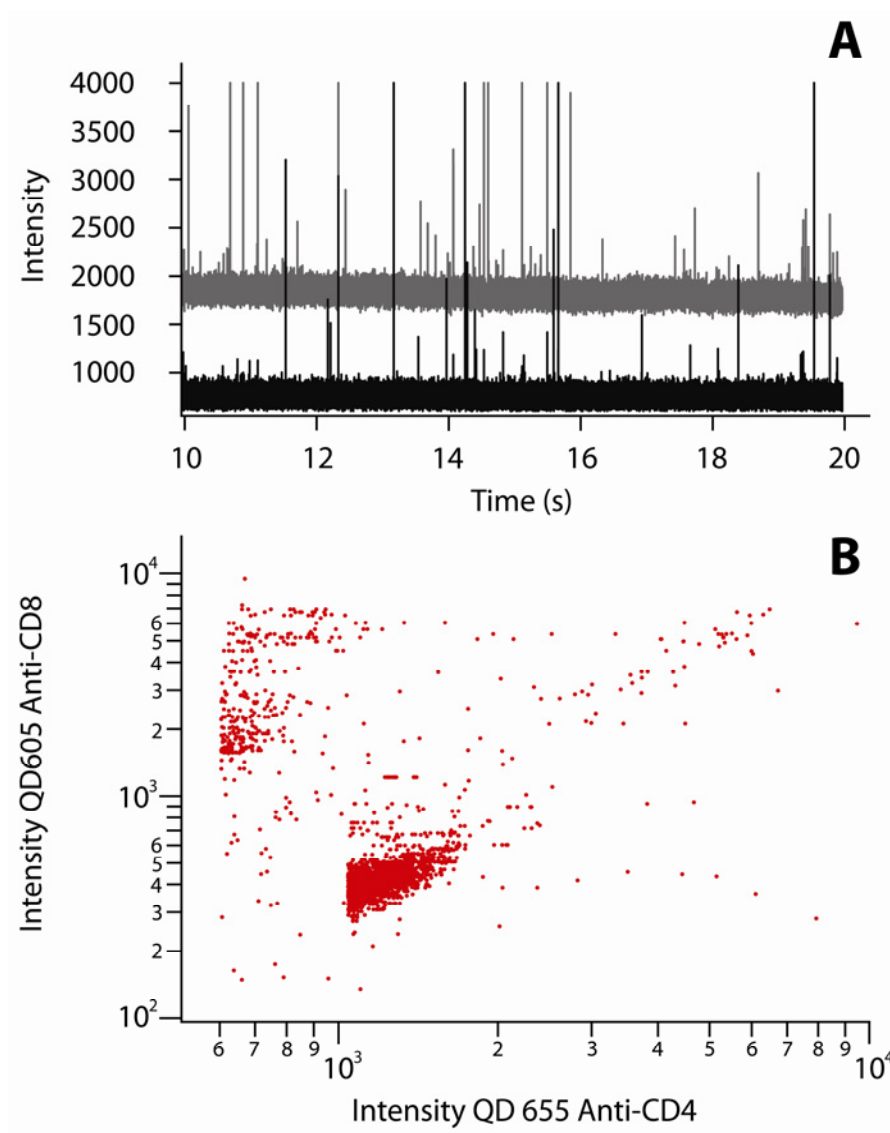 A
4000
3500
3000
2500
2000
1500
1000
Intensity
10 12 14 16 18 20
Time (s)
B
10^4
6
5
4
3
2
10^3
6
5
4
3
2
10^2
Intensity QD605 Anti-CD8
6 7 8 9 10^3 2 3 4 5 6 7 8 9 10^4
Intensity QD 655 Anti-CD4